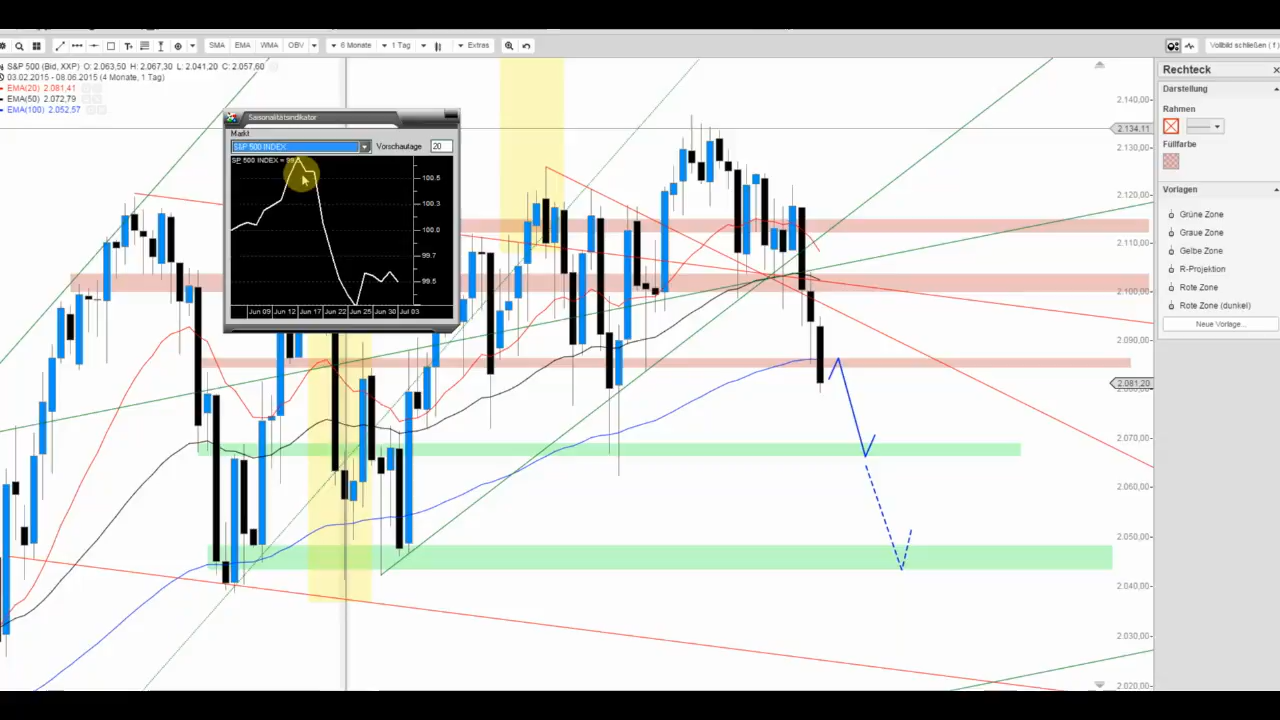 SMA EMA WMA OBV 6 Monate 1 Tag Extras Vollbild schließen ( f )
S&P 500 (Bid, XXP) O: 2.063,50 H: 2.067,30 L: 2.041,20 C: 2.057,60
03.02.2015 - 08.06.2015 (4 Monate, 1 Tag)
EMA(20) 2.081,41
EMA(50) 2.072,79
EMA(100) 2.052,57
Saisonalitätsindikator
Markt
S&P 500 INDEX Vorschautage 20
SP 500 INDEX = 99.5
100.5
100.3
100.0
99.7
99.5
Jun 09 Jun 12 Jun 17 Jun 22 Jun 25 Jun 30 Jul 03
2.140,00
2.134,11
2.130,00
2.120,00
2.110,00
2.100,00
2.090,00
2.081,20
2.070,00
2.060,00
2.050,00
2.040,00
2.030,00
2.020,00
Rechteck
Darstellung
Rahmen
Füllfarbe
Vorlagen
Grüne Zone
Graue Zone
Gelbe Zone
R-Projektion
Rote Zone
Rote Zone (dunkel)
Neue Vorlage...